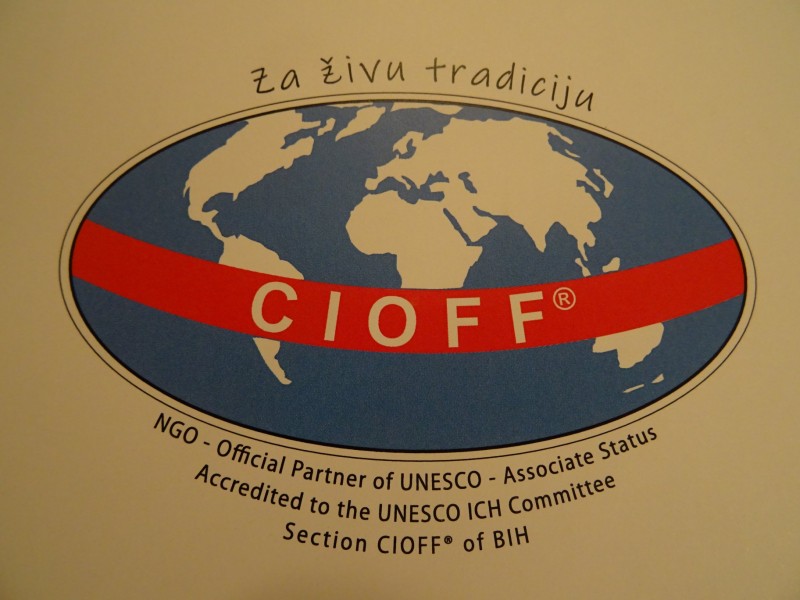 Za živu tradiciju
CIOFF®
NGO - Official Partner of UNESCO - Associate Status
Accredited to the UNESCO ICH Committee
Section CIOFF® of BIH